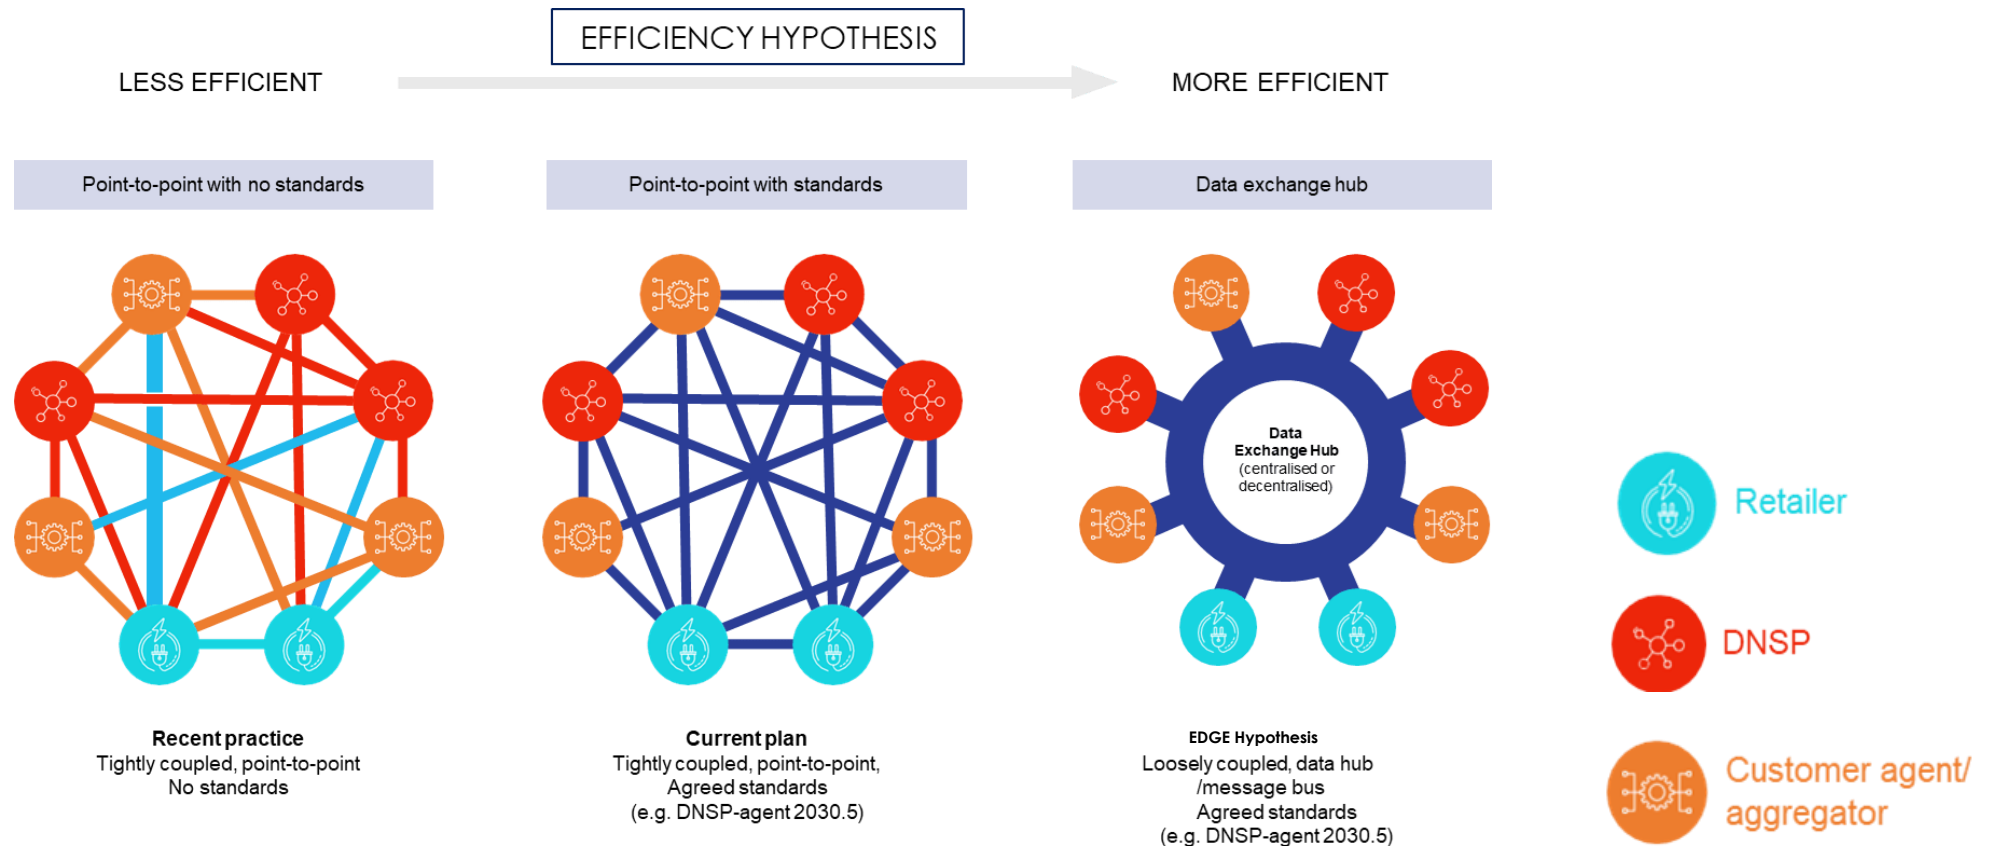 EFFICIENCY HYPOTHESIS
LESS EFFICIENT
MORE EFFICIENT
Point-to-point with no standards
Point-to-point with standards
Data exchange hub
Data
Exchange Hub
(centralised or
decentralised)
Retailer
DNSP
Customer agent/
aggregator
Recent practice
Tightly coupled, point-to-point
No standards
Current plan
Tightly coupled, point-to-point,
Agreed standards
(e.g. DNSP-agent 2030.5)
EDGE Hypothesis
Loosely coupled, data hub
/message bus
Agreed standards
(e.g. DNSP-agent 2030.5)